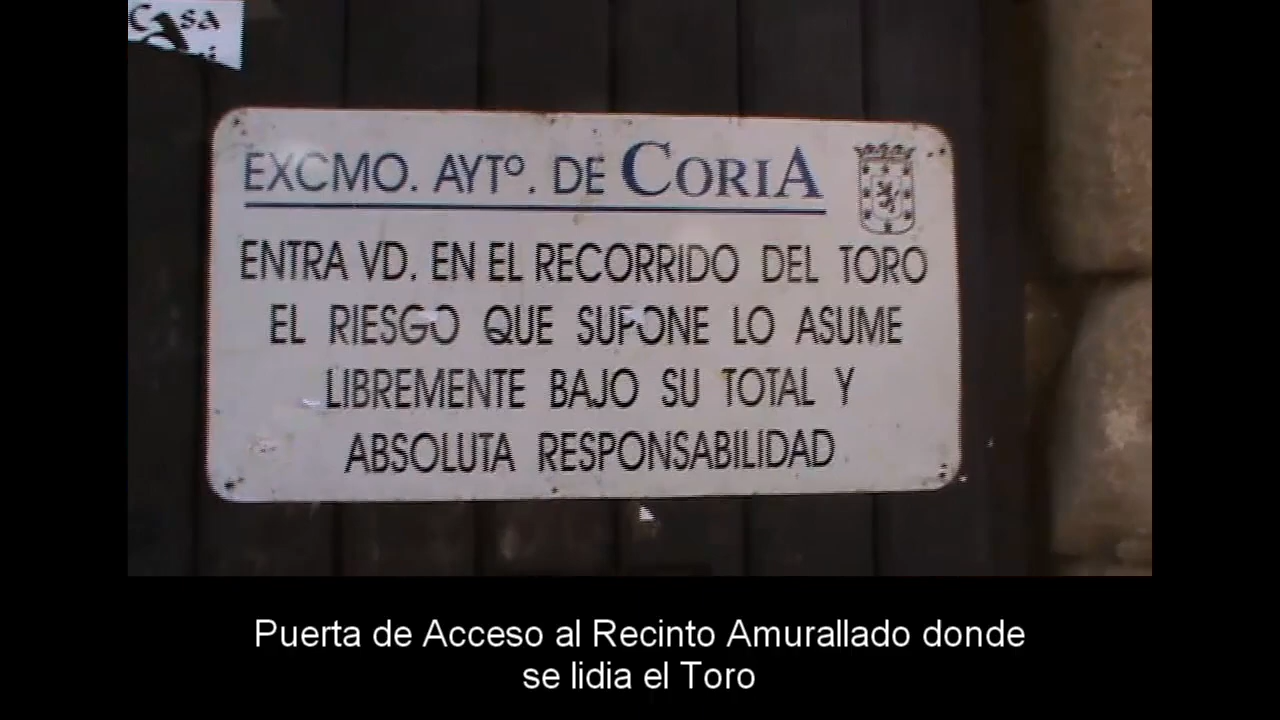 Casa
EXCMO. AYTº. DE CORIA
ENTRA VD. EN EL RECORRIDO DEL TORO
EL RIESGO QUE SUPONE LO ASUME
LIBREMENTE BAJO SU TOTAL Y
ABSOLUTA RESPONSABILIDAD
Puerta de Acceso al Recinto Amurallado donde
se lidia el Toro